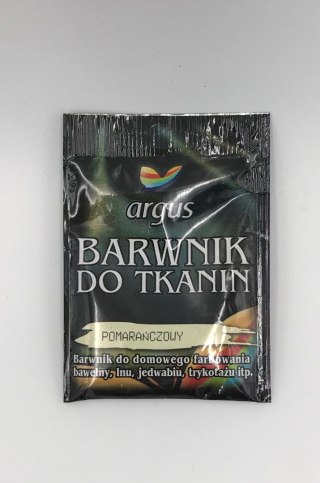 argus
BARWNIK
DO TKANIN
POMARAŃCZOWY
Barwnik do domowego farbowania
bawełny, lnu, jedwabiu, trykotażu itp.